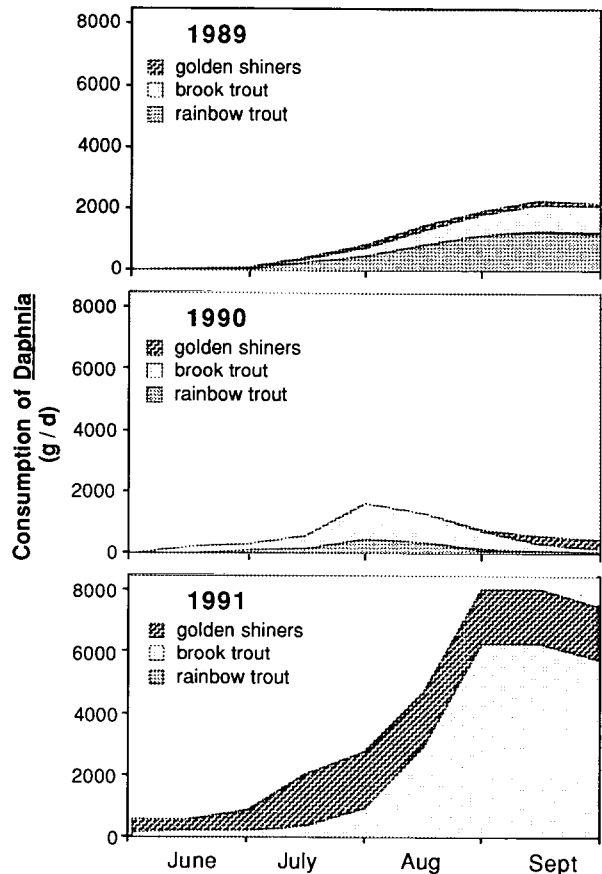 Consumption of Daphnia
(g / d)
8000
6000
4000
2000
0
1989
golden shiners
brook trout
rainbow trout
8000
6000
4000
2000
0
1990
golden shiners
brook trout
rainbow trout
8000
6000
4000
2000
0
1991
golden shiners
brook trout
rainbow trout
June July Aug Sept